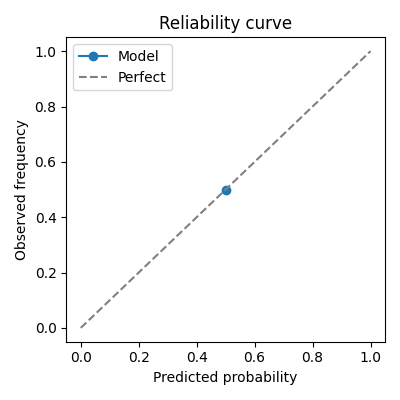 Reliability curve
Model
Perfect
Observed frequency
1.0
0.8
0.6
0.4
0.2
0.0
0.0 0.2 0.4 0.6 0.8 1.0
Predicted probability